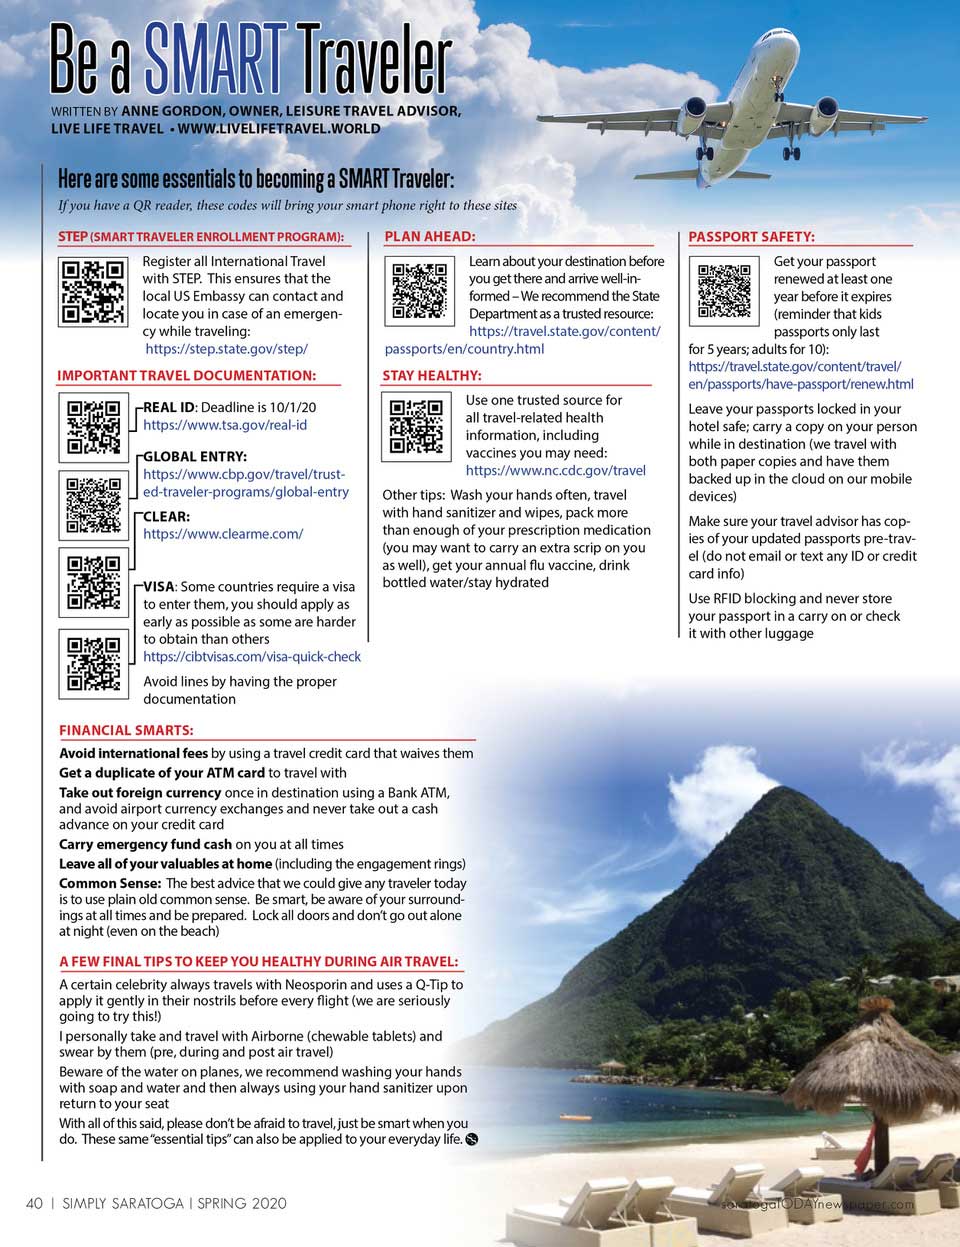 Be a SMART Traveler
WRITTEN BY ANNE GORDON, OWNER, LEISURE TRAVEL ADVISOR,
LIVE LIFE TRAVEL • WWW.LIVELIFETRAVEL.WORLD
Here are some essentials to becoming a SMART Traveler:
If you have a QR reader, these codes will bring your smart phone right to these sites
STEP (SMART TRAVELER ENROLLMENT PROGRAM):
Register all International Travel
with STEP. This ensures that the
local US Embassy can contact and
locate you in case of an emergen-
cy while traveling:
https://step.state.gov/step/
IMPORTANT TRAVEL DOCUMENTATION:
REAL ID: Deadline is 10/1/20
https://www.tsa.gov/real-id
GLOBAL ENTRY:
https://www.cbp.gov/travel/trust-
ed-traveler-programs/global-entry
CLEAR:
https://www.clearme.com/
VISA: Some countries require a visa
to enter them, you should apply as
early as possible as some are harder
to obtain than others
https://cibtvisas.com/visa-quick-check
Avoid lines by having the proper
documentation
PLAN AHEAD:
Learn about your destination before
you get there and arrive well-in-
formed – We recommend the State
Department as a trusted resource:
https://travel.state.gov/content/
passports/en/country.html
STAY HEALTHY:
Use one trusted source for
all travel-related health
information, including
vaccines you may need:
https://www.nc.cdc.gov/travel
Other tips: Wash your hands often, travel
with hand sanitizer and wipes, pack more
than enough of your prescription medication
(you may want to carry an extra scrip on you
as well), get your annual flu vaccine, drink
bottled water/stay hydrated
PASSPORT SAFETY:
Get your passport
renewed at least one
year before it expires
(reminder that kids
passports only last
for 5 years; adults for 10):
https://travel.state.gov/content/travel/
en/passports/have-passport/renew.html
Leave your passports locked in your
hotel safe; carry a copy on your person
while in destination (we travel with
both paper copies and have them
backed up in the cloud on our mobile
devices)
Make sure your travel advisor has cop-
ies of your updated passports pre-trav-
el (do not email or text any ID or credit
card info)
Use RFID blocking and never store
your passport in a carry on or check
it with other luggage
FINANCIAL SMARTS:
Avoid international fees by using a travel credit card that waives them
Get a duplicate of your ATM card to travel with
Take out foreign currency once in destination using a Bank ATM,
and avoid airport currency exchanges and never take out a cash
advance on your credit card
Carry emergency fund cash on you at all times
Leave all of your valuables at home (including the engagement rings)
Common Sense: The best advice that we could give any traveler today
is to use plain old common sense. Be smart, be aware of your surround-
ings at all times and be prepared. Lock all doors and don't go out alone
at night (even on the beach)
A FEW FINAL TIPS TO KEEP YOU HEALTHY DURING AIR TRAVEL:
A certain celebrity always travels with Neosporin and uses a Q-Tip to
apply it gently in their nostrils before every flight (we are seriously
going to try this!)
I personally take and travel with Airborne (chewable tablets) and
swear by them (pre, during and post air travel)
Beware of the water on planes, we recommend washing your hands
with soap and water and then always using your hand sanitizer upon
return to your seat
With all of this said, please don't be afraid to travel, just be smart when you
do. These same "essential tips" can also be applied to your everyday life.
40 | SIMPLY SARATOGA | SPRING 2020
saratogaTODAYnewspaper.com